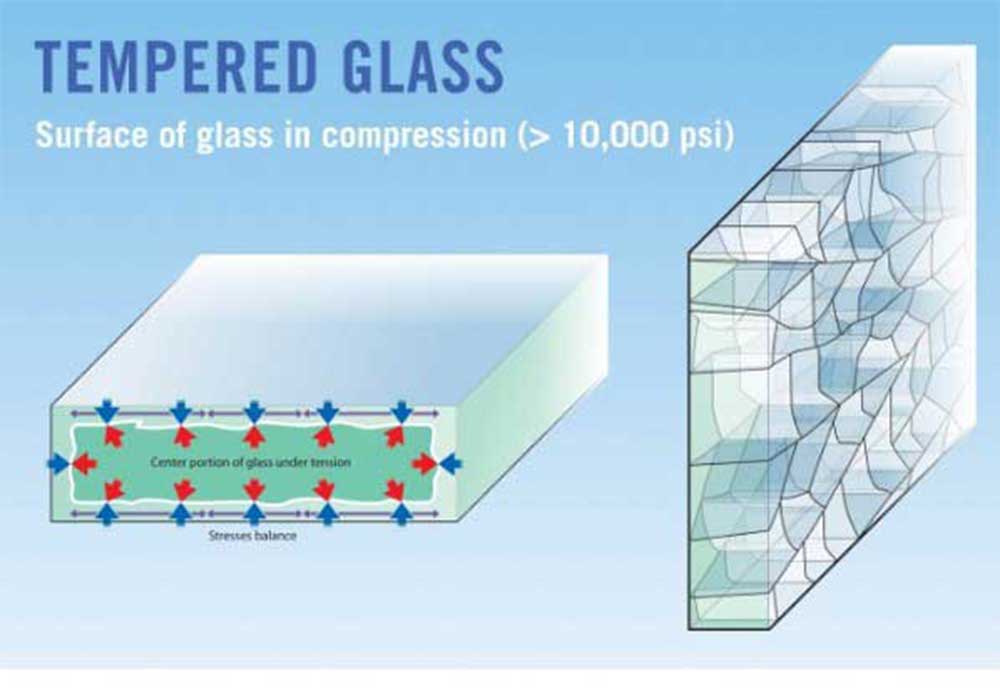 TEMPERED GLASS
Surface of glass in compression (> 10,000 psi)
Center portion of glass under tension
Stresses balance